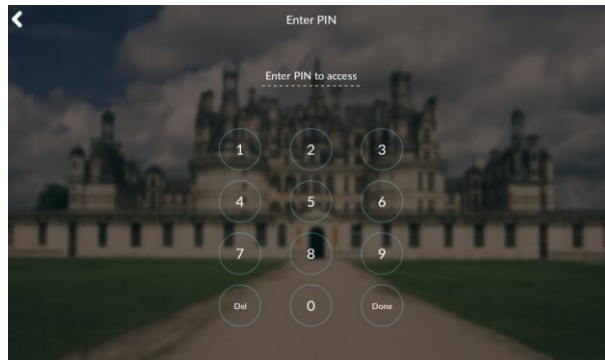 Enter PIN
Enter PIN to access
1 2 3
4 5 6
7 8 9
Del 0 Done